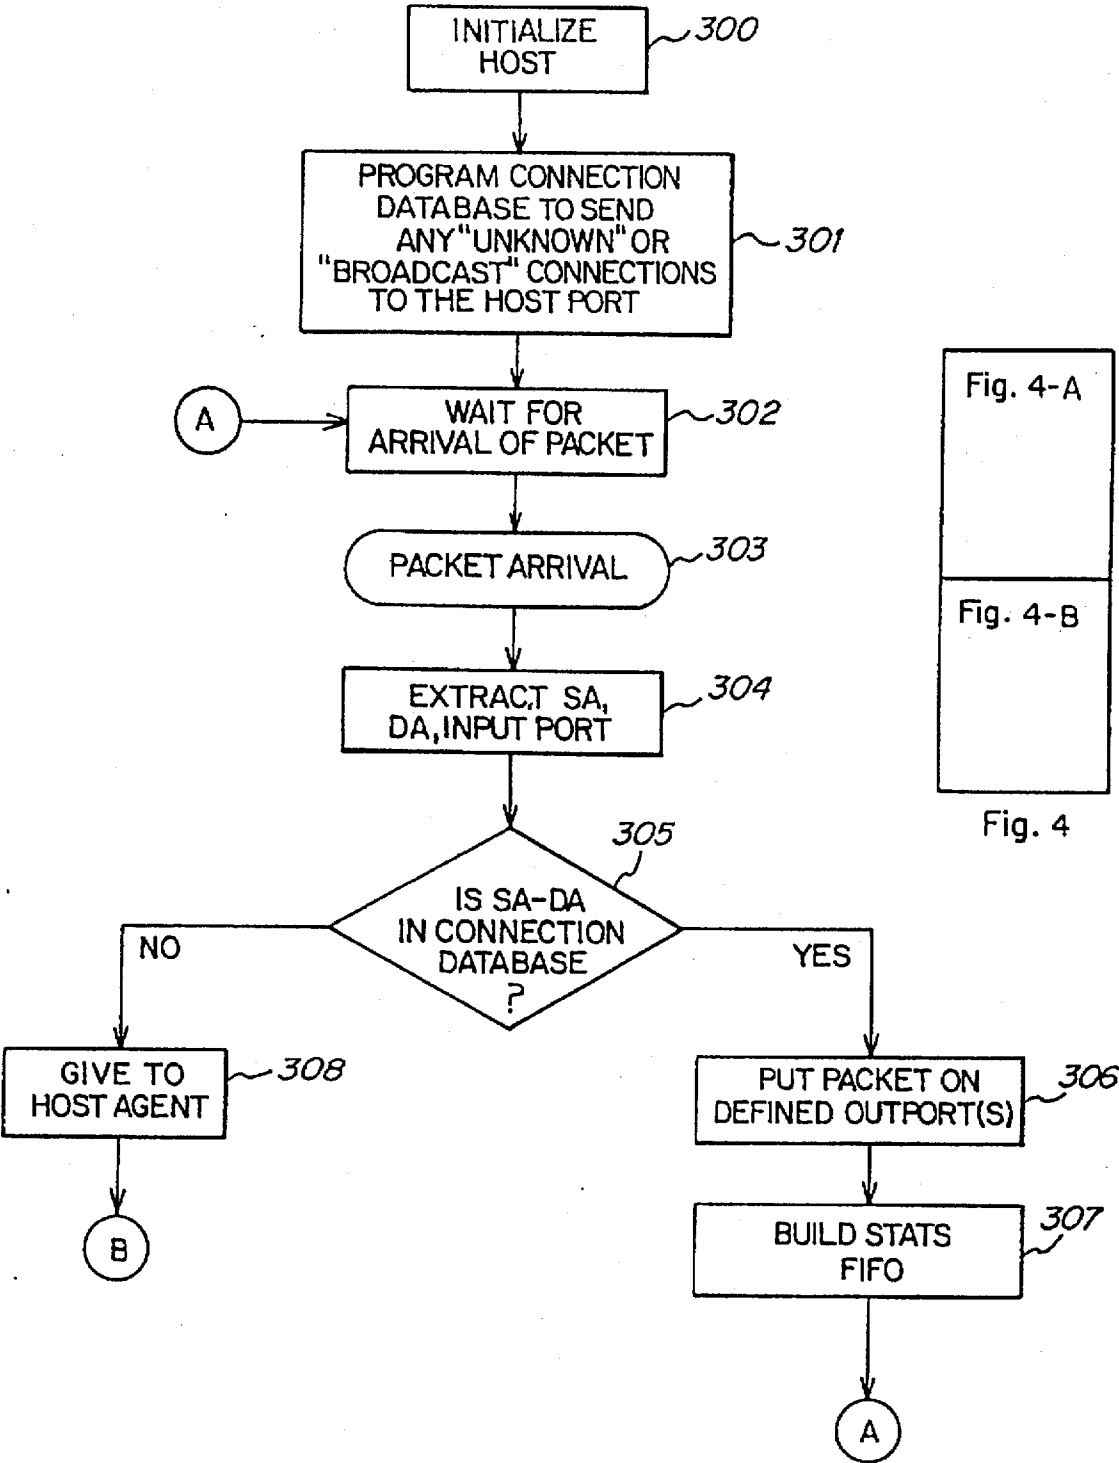 INITIALIZE
HOST
300
PROGRAM CONNECTION
DATABASE TO SEND
ANY "UNKNOWN" OR
"BROADCAST" CONNECTIONS
TO THE HOST PORT
301
A
WAIT FOR
ARRIVAL OF PACKET
302
PACKET ARRIVAL
303
EXTRACT SA,
DA, INPUT PORT
304
IS SA-DA
IN CONNECTION
DATABASE
?
305
NO
YES
GIVE TO
HOST AGENT
308
B
PUT PACKET ON
DEFINED OUTPORT(S)
306
BUILD STATS
FIFO
307
A
Fig. 4-A
Fig. 4-B
Fig. 4